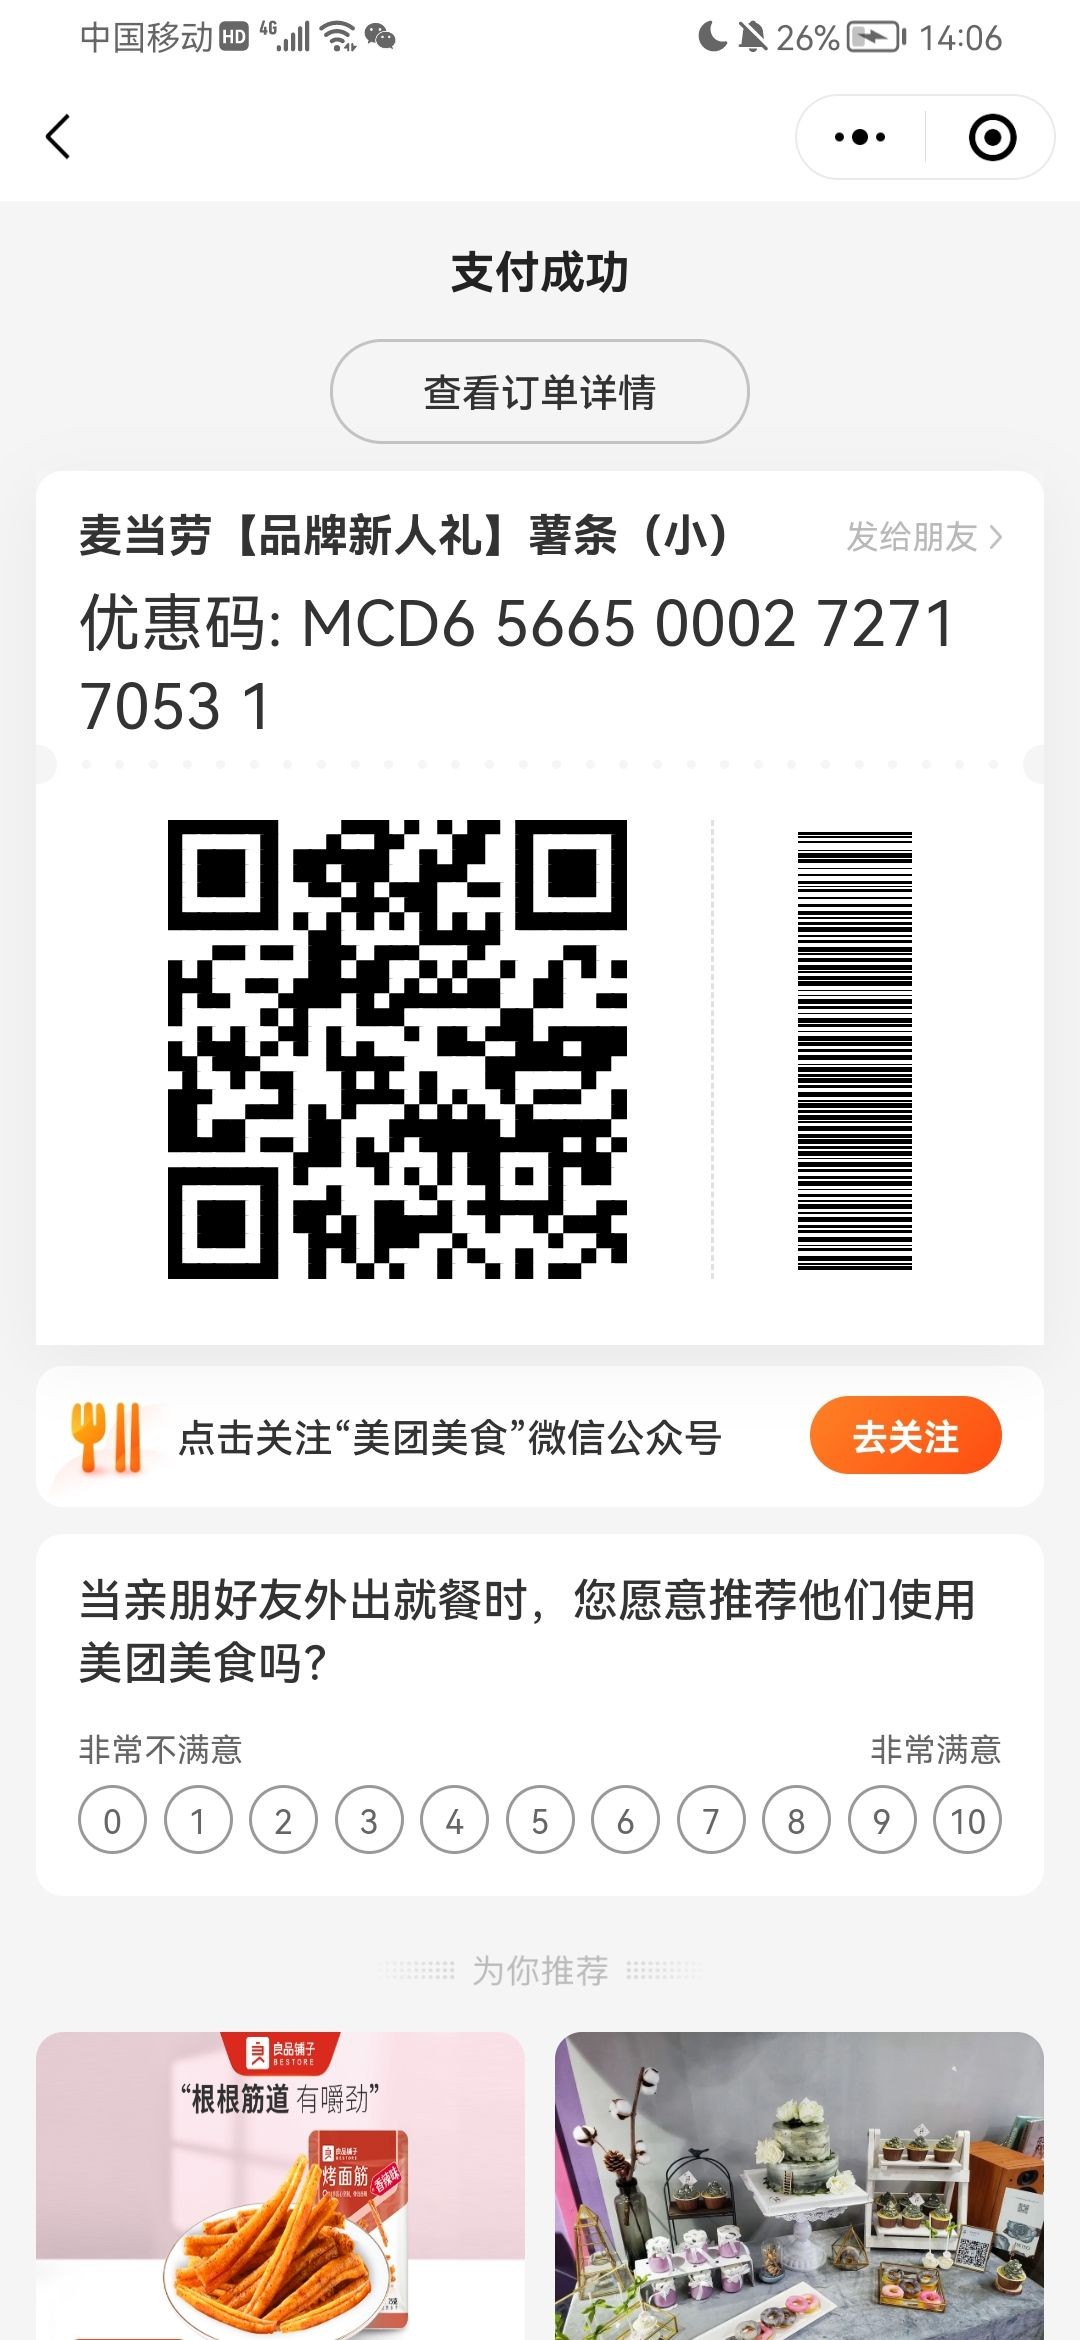 中国移动 HD 4G 26% 14:06
支付成功
查看订单详情
麦当劳【品牌新人礼】薯条（小） 发给朋友
优惠码: MCD6 5665 0002 7271
7053 1
点击关注“美团美食”微信公众号 去关注
当亲朋好友外出就餐时，您愿意推荐他们使用
美团美食吗？
非常不满意 非常满意
0 1 2 3 4 5 6 7 8 9 10
为你推荐
良品铺子
BESTORE
“根根筋道 有嚼劲”
良品铺子
烤面筋
香辣味